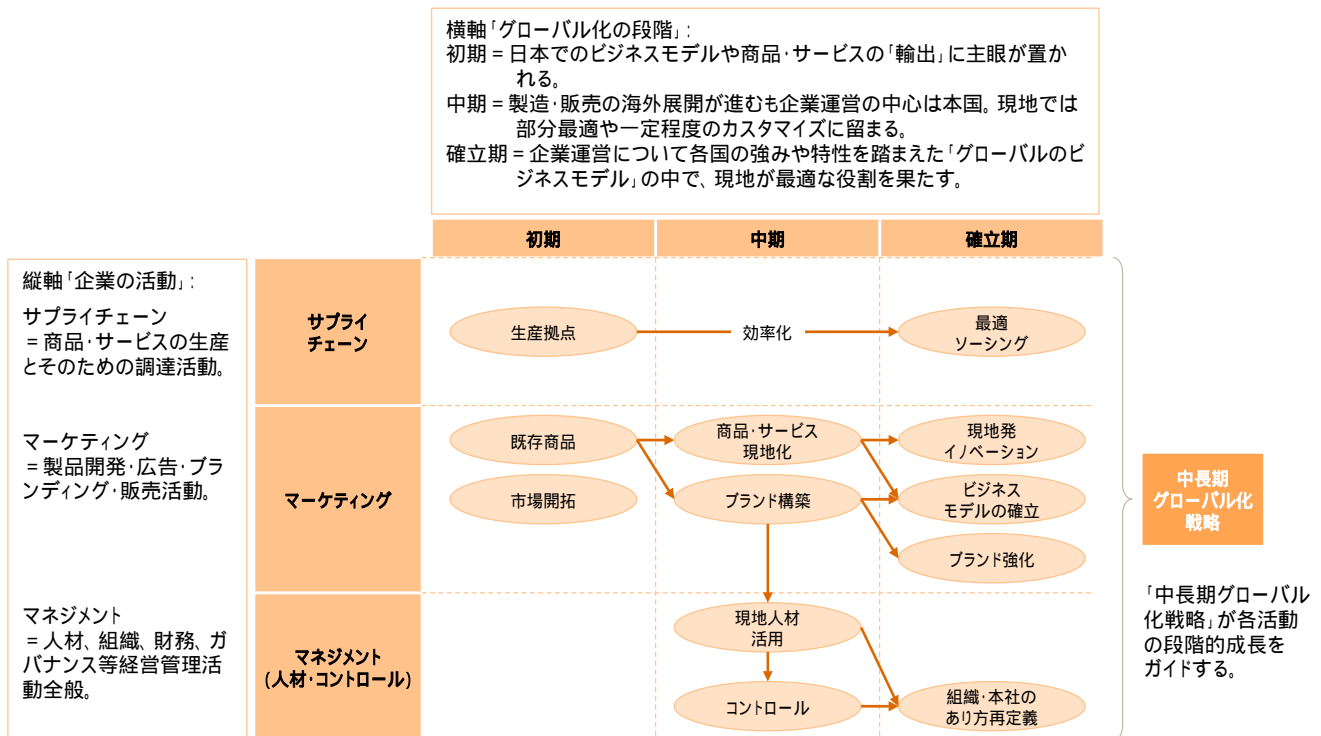 横軸「グローバル化の段階」:
初期 = 日本でのビジネスモデルや商品・サービスの「輸出」に主眼が置か
れる。
中期 = 製造・販売の海外展開が進むも企業運営の中心は本国。現地では
部分最適や一定程度のカスタマイズに留まる。
確立期 = 企業運営について各国の強みや特性を踏まえた「グローバルのビ
ジネスモデル」の中で、現地が最適な役割を果たす。
初期
中期
確立期
縦軸「企業の活動」:
サプライチェーン
= 商品・サービスの生産
とそのための調達活動。
マーケティング
= 製品開発・広告・ブラ
ンディング・販売活動。
マネジメント
= 人材、組織、財務、ガ
バナンス等経営管理活
動全般。
サプライ
チェーン
生産拠点
効率化
最適
ソーシング
マーケティング
既存商品
商品・サービス
現地化
現地発
イノベーション
市場開拓
ブランド構築
ビジネス
モデルの確立
ブランド強化
マネジメント
(人材・コントロール)
現地人材
活用
コントロール
組織・本社の
あり方再定義
中長期
グローバル化
戦略
「中長期グローバル
化戦略」が各活動
の段階的成長を
ガイドする。